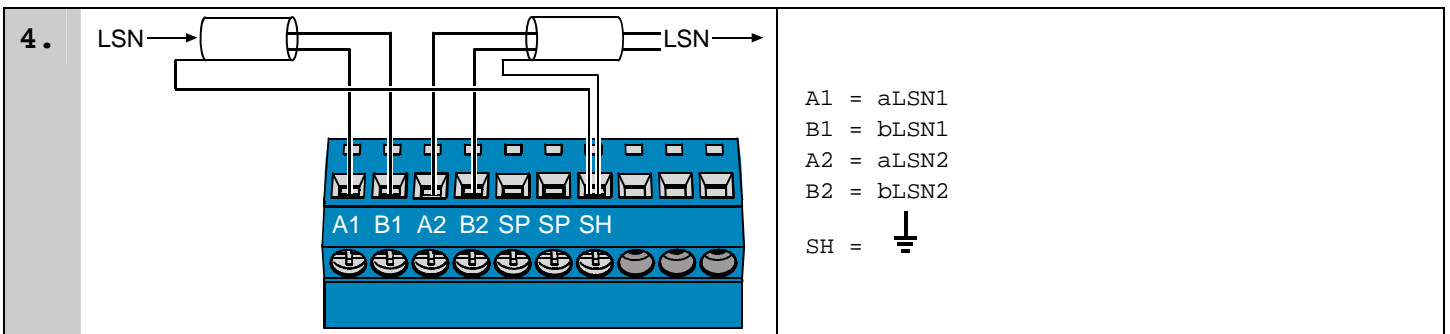 4.
LSN LSN
A1 B1 A2 B2 SP SP SH
A1 = aLSN1
B1 = bLSN1
A2 = aLSN2
B2 = bLSN2
SH =